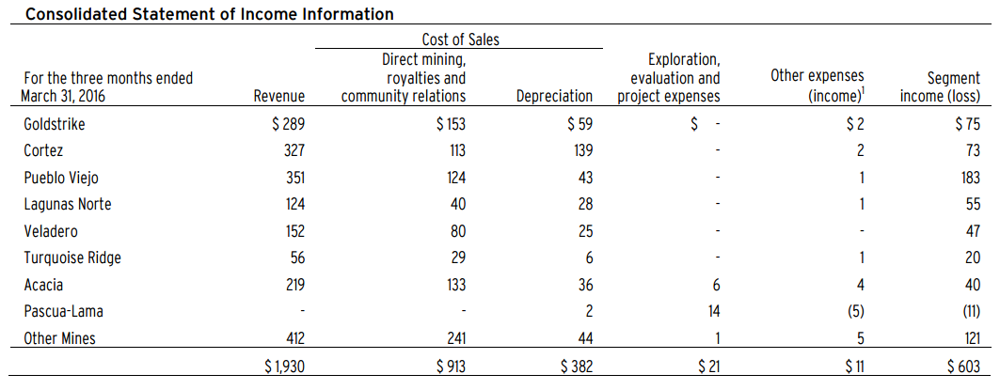 Consolidated Statement of Income Information
Cost of Sales
Direct mining, Exploration,
For the three months ended royalties and evaluation and Other expenses Segment
March 31, 2016 Revenue community relations Depreciation project expenses (income)¹ income (loss)
Goldstrike $ 289 $ 153 $ 59 $ - $ 2 $ 75
Cortez 327 113 139 - 2 73
Pueblo Viejo 351 124 43 - 1 183
Lagunas Norte 124 40 28 - 1 55
Veladero 152 80 25 - - 47
Turquoise Ridge 56 29 6 - 1 20
Acacia 219 133 36 6 4 40
Pascua-Lama - - 2 14 (5) (11)
Other Mines 412 241 44 1 5 121
$ 1,930 $ 913 $ 382 $ 21 $ 11 $ 603